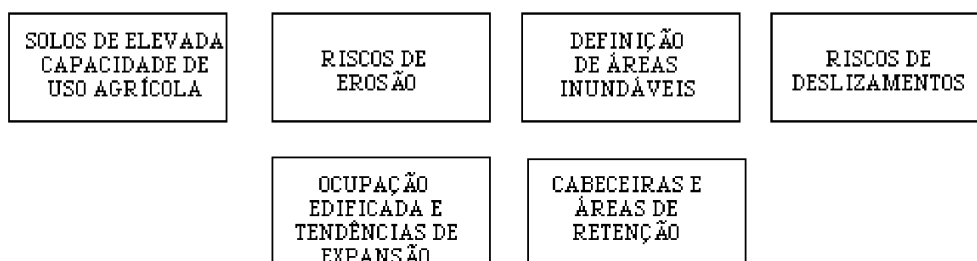 SOLOS DE ELEVADA
CAPACIDADE DE
USO AGRÍCOLA
RISCOS DE
EROSÃO
DEFINIÇÃO
DE ÁREAS
INUNDÁVEIS
RISCOS DE
DESLIZAMENTOS
OCUPAÇÃO
EDIFICADA E
TENDÊNCIAS DE
EXPANSÃO
CABECEIRAS E
ÁREAS DE
RETENÇÃO